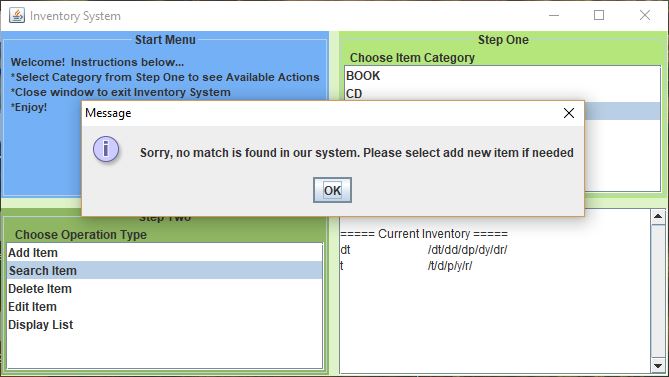 Inventory System
Start Menu
Welcome! Instructions below...
*Select Category from Step One to see Available Actions
*Close window to exit Inventory System
*Enjoy!
Step One
Choose Item Category
BOOK
CD
Message
Sorry, no match is found in our system. Please select add new item if needed
OK
Step Two
Choose Operation Type
Add Item
Search Item
Delete Item
Edit Item
Display List
===== Current Inventory =====
dt /dt/dd/dp/dy/dr/
t /t/d/p/y/r/